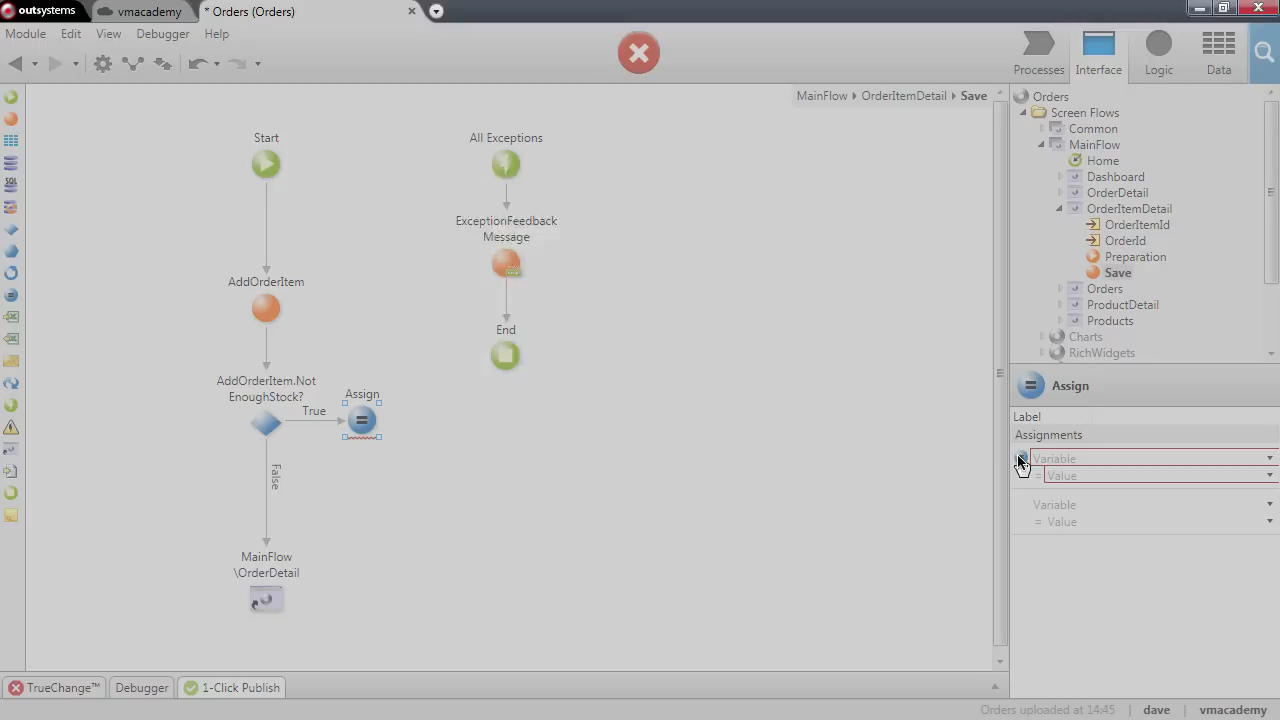 outsystems
vmacademy
* Orders (Orders)
Module Edit View Debugger Help
Processes Interface Logic Data
SQL
MainFlow OrderItemDetail Save
Start
AddOrderItem
AddOrderItem.Not
EnoughStock?
True
False
Assign
MainFlow
\OrderDetail
All Exceptions
ExceptionFeedback
Message
End
Orders
Screen Flows
Common
MainFlow
Home
Dashboard
OrderDetail
OrderItemDetail
OrderItemId
OrderId
Preparation
Save
Orders
ProductDetail
Products
Charts
RichWidgets
Assign
Label
Assignments
Variable
= Value
Variable
= Value
TrueChange™ Debugger 1-Click Publish
Orders uploaded at 14:45 | dave | vmacademy